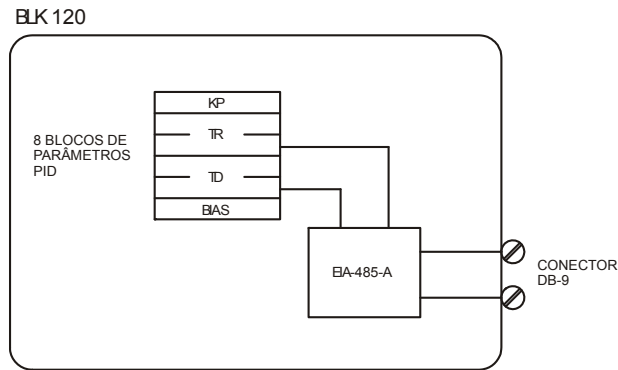 BLK 120
8 BLOCOS DE
PARÂMETROS
PID
KP
TR
TD
BIAS
EIA-485-A
CONECTOR
DB-9